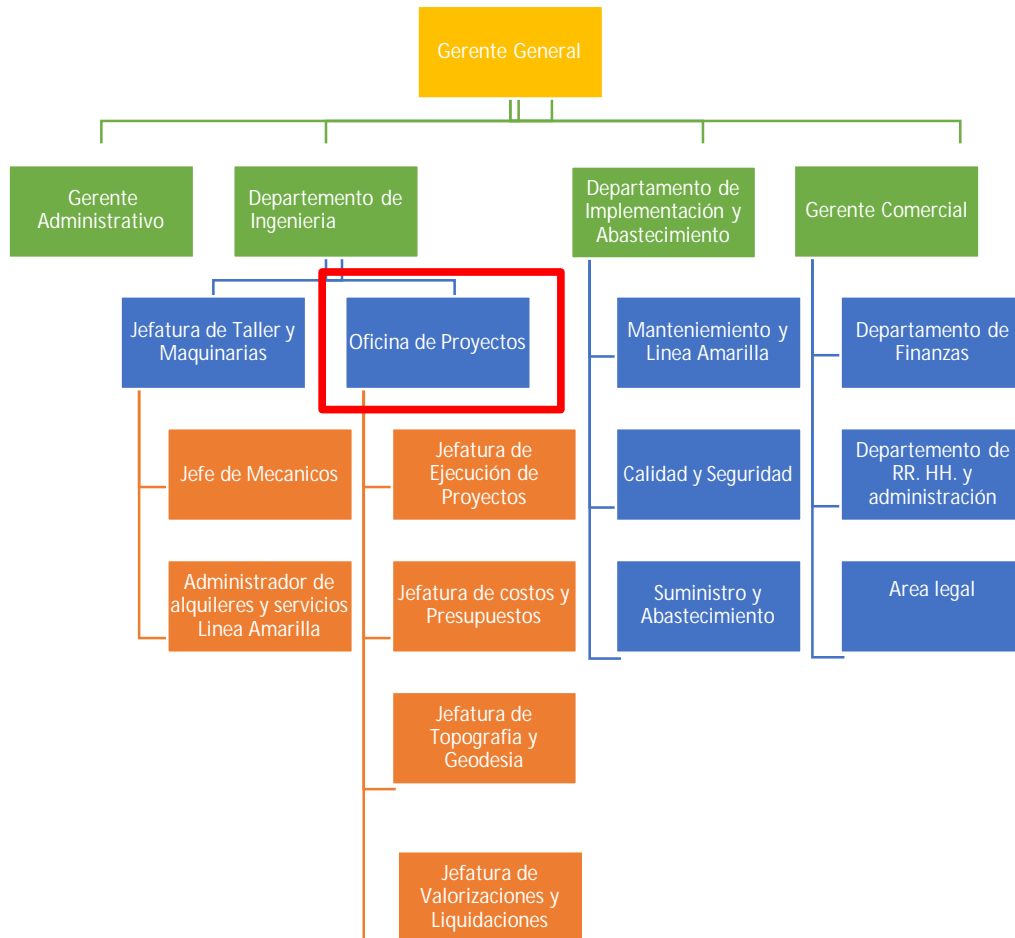 Gerente General
Gerente
Administrativo
Departemento de
Ingenieria
Departamento de
Implementación y
Abastecimiento
Gerente Comercial
Jefatura de Taller y
Maquinarias
Oficina de Proyectos
Manteniemiento y
Linea Amarilla
Departamento de
Finanzas
Jefe de Mecanicos
Jefatura de
Ejecución de
Proyectos
Calidad y Seguridad
Departemento de
RR. HH. y
administración
Administrador de
alquileres y servicios
Linea Amarilla
Jefatura de costos y
Presupuestos
Suministro y
Abastecimiento
Area legal
Jefatura de
Topografia y
Geodesia
Jefatura de
Valorizaciones y
Liquidaciones